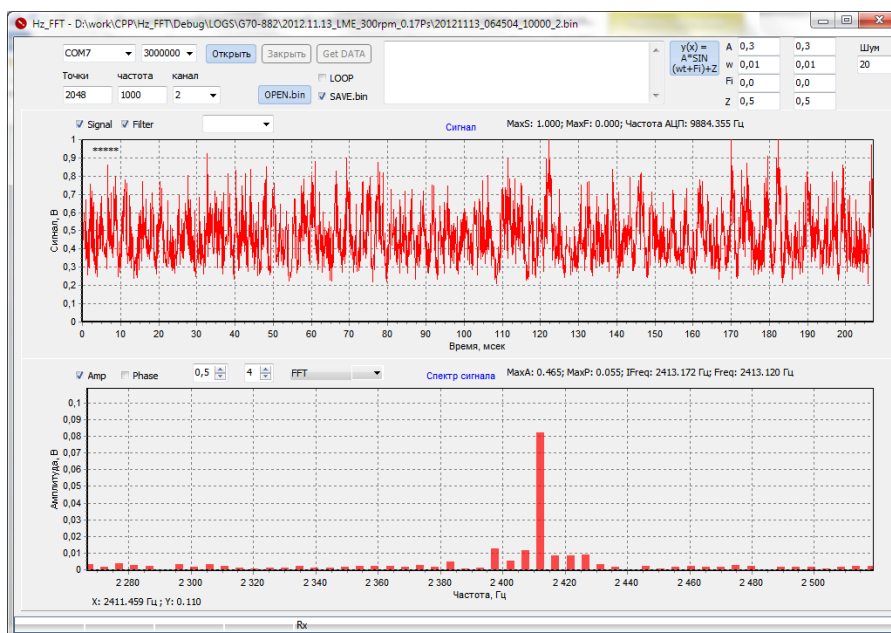 Hz_FFT - D:\work\CPP\Hz_FFT\Debug\LOGS\G70-882\2012.11.13_LME_300rpm_0.17Ps\20121113_064504_10000_2.bin
COM7 3000000 Открыть Закрыть Get DATA
y(x) =
A*SIN
(wt+Fi)+Z
A 0,3 0,3
w 0,01 0,01
Fi 0,0 0,0
Z 0,5 0,5
Шум
20
Точки частота канал
LOOP
2048 1000 2 OPEN.bin SAVE.bin
Signal Filter Сигнал MaxS: 1.000; MaxF: 0.000; Частота АЦП: 9884.355 Гц
*****
Сигнал, В
1
0,9
0,8
0,7
0,6
0,5
0,4
0,3
0,2
0,1
0
0 10 20 30 40 50 60 70 80 90 100 110 120 130 140 150 160 170 180 190 200
Время, мсек
Amp Phase 0,5 4 FFT Спектр сигнала MaxA: 0.465; MaxP: 0.055; IFreq: 2413.172 Гц; Freq: 2413.120 Гц
Амплитуда, В
0,1
0,09
0,08
0,07
0,06
0,05
0,04
0,03
0,02
0,01
0
2 280 2 300 2 320 2 340 2 360 2 380 2 400 2 420 2 440 2 460 2 480 2 500
Частота, Гц
X: 2411.459 Гц ; Y: 0.110
Rx